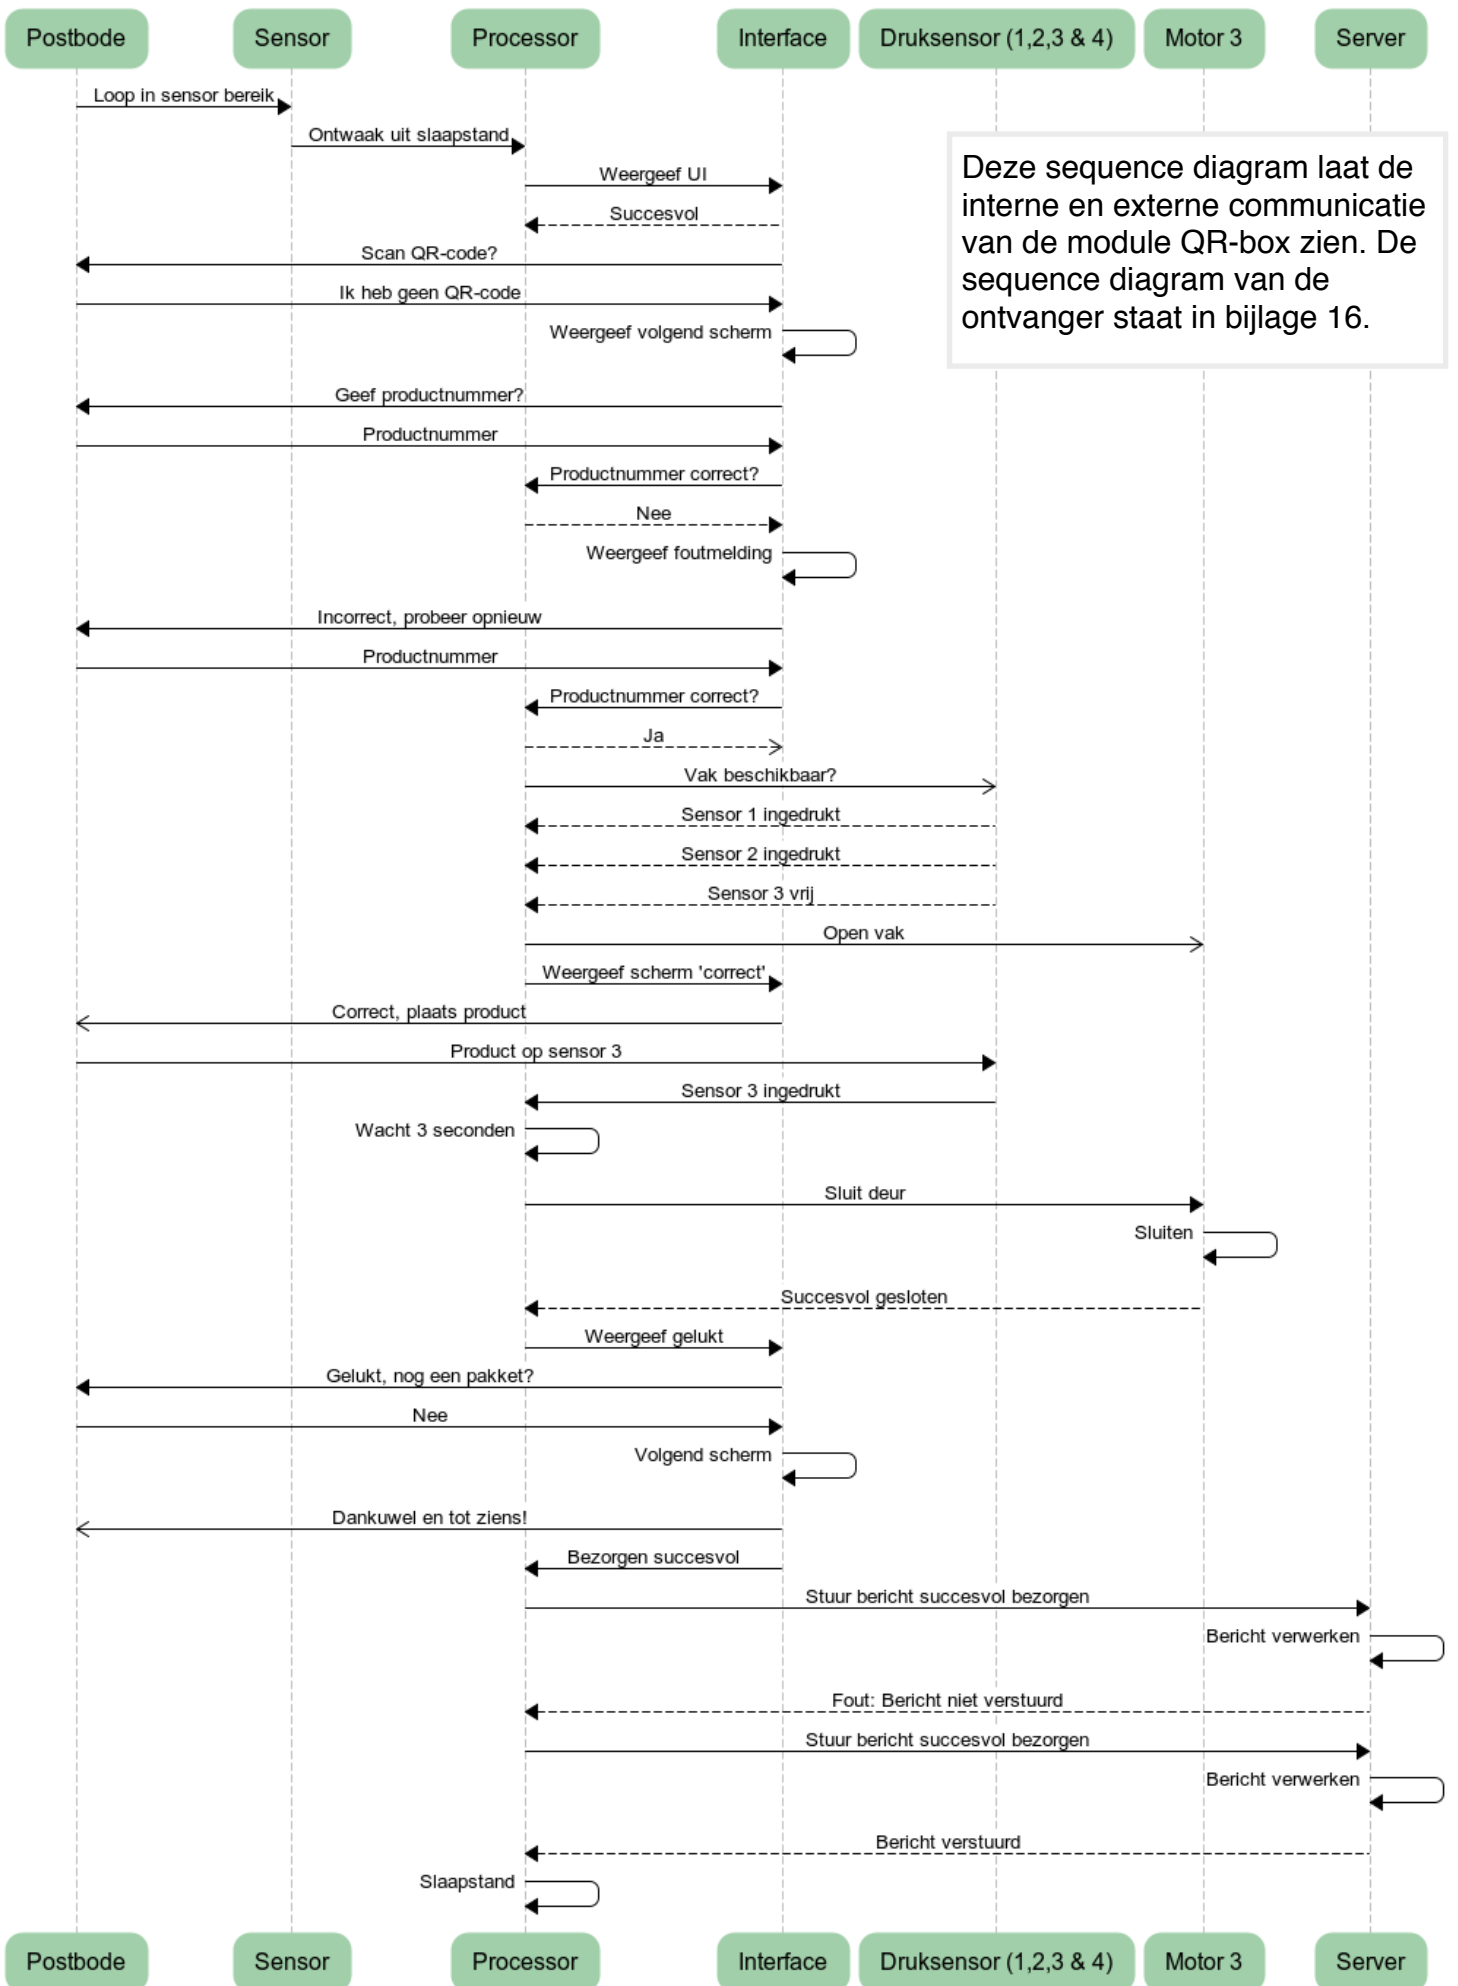 Postbode
Sensor
Processor
Interface
Druksensor (1,2,3 & 4)
Motor 3
Server
Loop in sensor bereik
Ontwaak uit slaapstand
Deze sequence diagram laat de
interne en externe communicatie
van de module QR-box zien. De
sequence diagram van de
ontvanger staat in bijlage 16.
Weergeef UI
Succesvol
Scan QR-code?
Ik heb geen QR-code
Weergeef volgend scherm
Geef productnummer?
Productnummer
Productnummer correct?
Nee
Weergeef foutmelding
Incorrect, probeer opnieuw
Productnummer
Productnummer correct?
Ja
Vak beschikbaar?
Sensor 1 ingedrukt
Sensor 2 ingedrukt
Sensor 3 vrij
Open vak
Weergeef scherm 'correct'
Correct, plaats product
Product op sensor 3
Sensor 3 ingedrukt
Wacht 3 seconden
Sluit deur
Sluiten
Succesvol gesloten
Weergeef gelukt
Gelukt, nog een pakket?
Nee
Volgend scherm
Dankuwel en tot ziens!
Bezorgen succesvol
Stuur bericht succesvol bezorgen
Bericht verwerken
Fout: Bericht niet verstuurd
Stuur bericht succesvol bezorgen
Bericht verwerken
Bericht verstuurd
Slaapstand
Postbode
Sensor
Processor
Interface
Druksensor (1,2,3 & 4)
Motor 3
Server